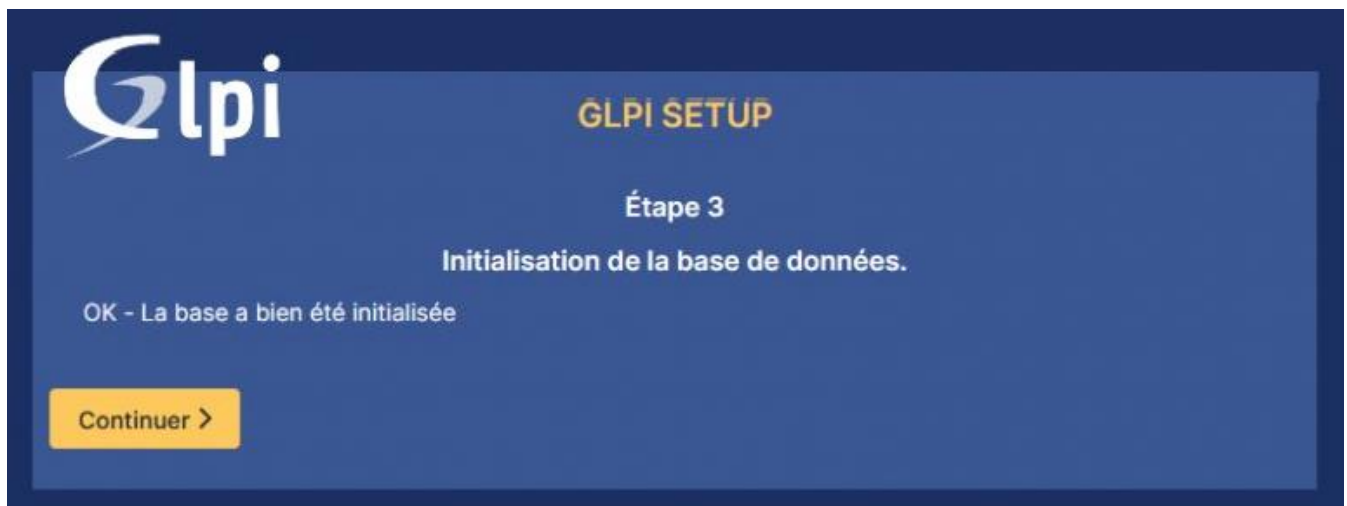 Glpi
GLPI SETUP
Étape 3
Initialisation de la base de données.
OK - La base a bien été initialisée
Continuer >